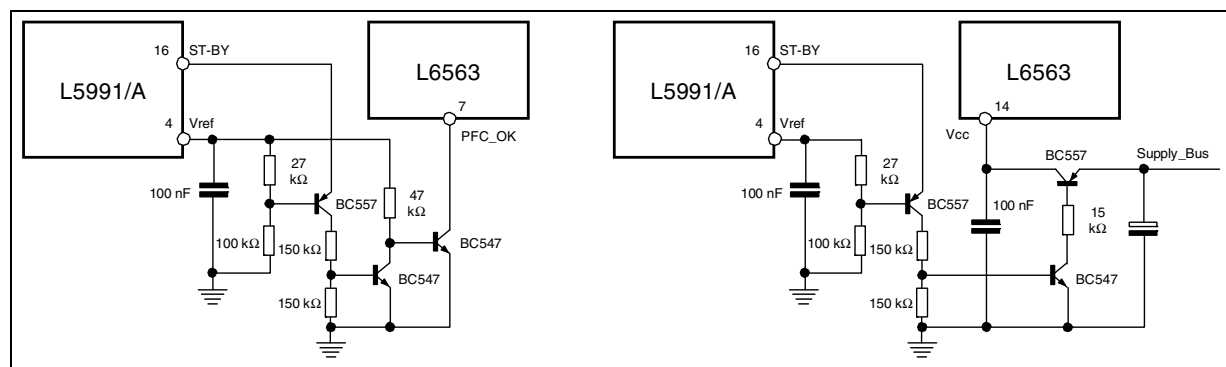 16
ST-BY
L5991/A
L6563
4
Vref
7
PFC_OK
27
kΩ
100 nF
BC557
47
kΩ
100 kΩ
150 kΩ
BC547
BC547
150 kΩ
16
ST-BY
L5991/A
L6563
4
Vref
14
Vcc
BC557
Supply_Bus
27
kΩ
100 nF
BC557
100 nF
15
kΩ
100 kΩ
150 kΩ
BC547
150 kΩ